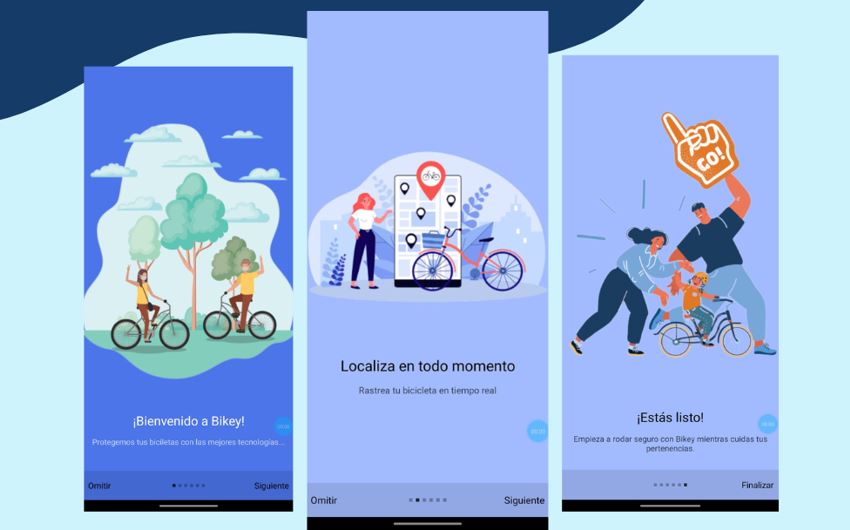 ¡Bienvenido a Bikey!
Protegemos tus bicicletas con las mejores tecnologías...
Omitir
Siguiente
Localiza en todo momento
Rastrea tu bicicleta en tiempo real
Omitir
Siguiente
GO!
¡Estás listo!
Empieza a rodar seguro con Bikey mientras cuidas tus
pertenencias.
Finalizar